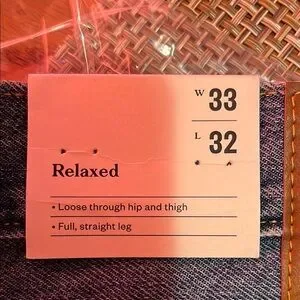 W 33
L 32
Relaxed
• Loose through hip and thigh
• Full, straight leg